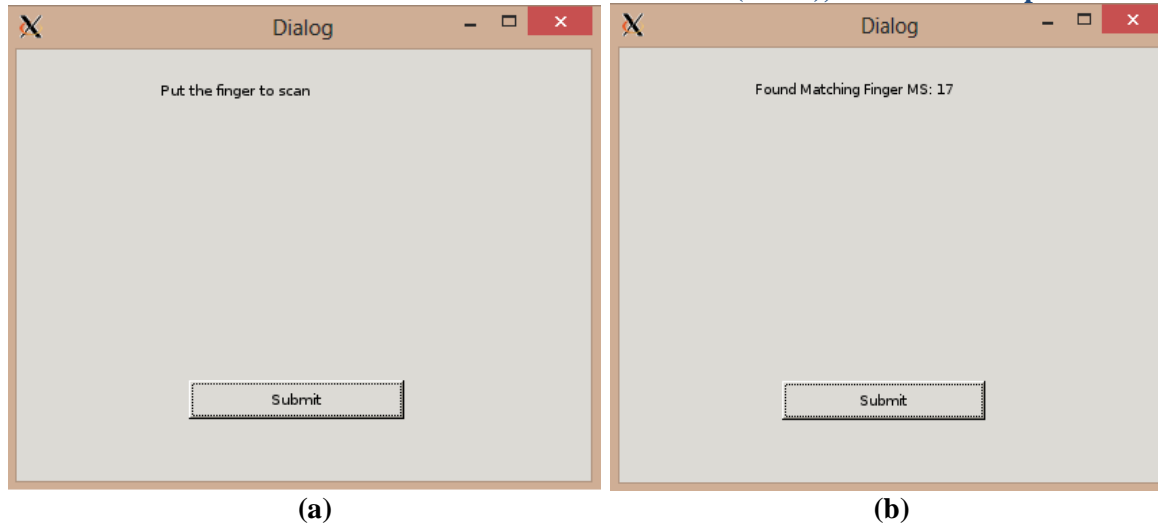 Dialog
Put the finger to scan
Submit
(a)
Dialog
Found Matching Finger MS: 17
Submit
(b)